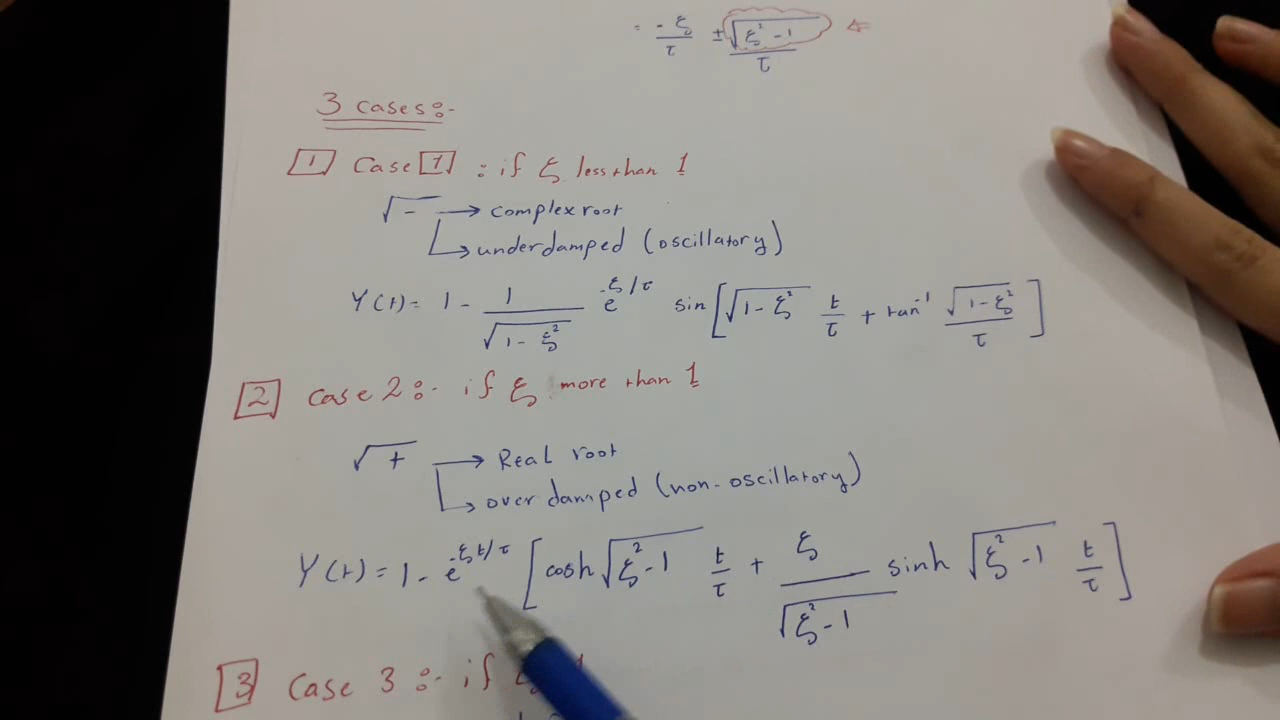 = -ξ/τ ± √(ξ² - 1)/τ ⇐
3 cases:-
1 Case 1 : if ξ less than 1
√- → complex root
↳ underdamped (oscillatory)
Y(t) = 1 - 1/√(1 - ξ²) e^(-ξ/τ) sin[√(1 - ξ²) t/τ + tan⁻¹ √(1 - ξ²)/τ]
2 Case 2:- if ξ more than 1
√+ → Real root
↳ over damped (non-oscillatory)
Y(t) = 1 - e^(-ξt/τ) [cosh √(ξ² - 1) t/τ + ξ/√(ξ² - 1) sinh √(ξ² - 1) t/τ]
3 Case 3:- if